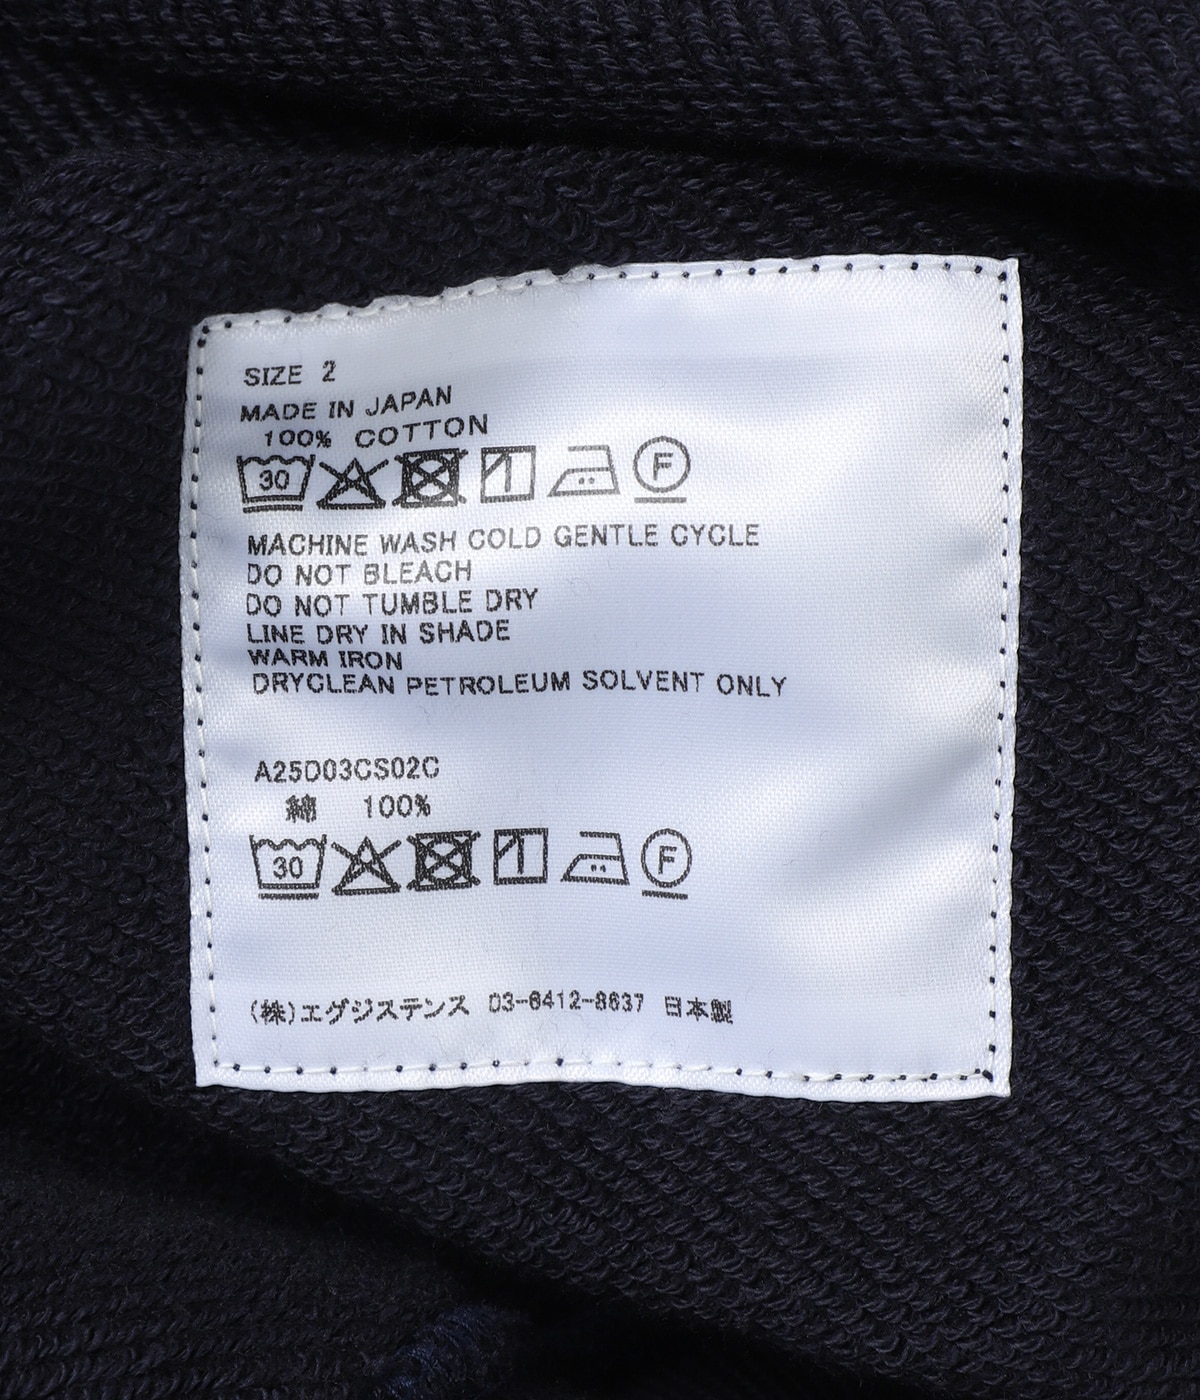 SIZE 2
MADE IN JAPAN
100% COTTON
30 F
MACHINE WASH COLD GENTLE CYCLE
DO NOT BLEACH
DO NOT TUMBLE DRY
LINE DRY IN SHADE
WARM IRON
DRYCLEAN PETROLEUM SOLVENT ONLY
A25D03CS02C
綿 100%
30 F
(株)エグジステンス 03-6412-8637 日本製